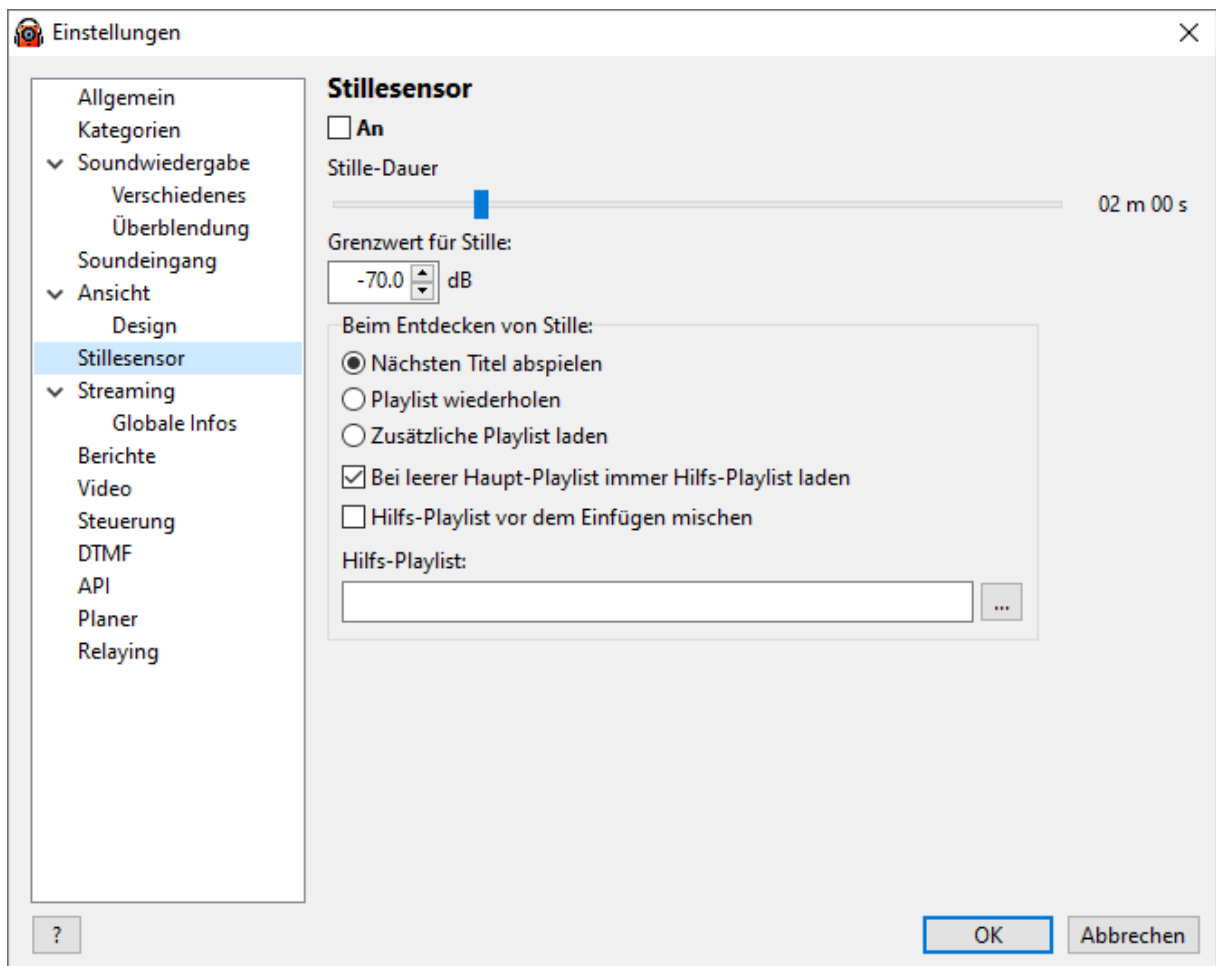 Einstellungen
Allgemein
Kategorien
Soundwiedergabe
Verschiedenes
Überblendung
Soundeingang
Ansicht
Design
Stillesensor
Streaming
Globale Infos
Berichte
Video
Steuerung
DTMF
API
Planer
Relaying
Stillesensor
An
Stille-Dauer
02 m 00 s
Grenzwert für Stille:
-70.0 dB
Beim Entdecken von Stille:
Nächsten Titel abspielen
Playlist wiederholen
Zusätzliche Playlist laden
Bei leerer Haupt-Playlist immer Hilfs-Playlist laden
Hilfs-Playlist vor dem Einfügen mischen
Hilfs-Playlist:
...
?
OK
Abbrechen